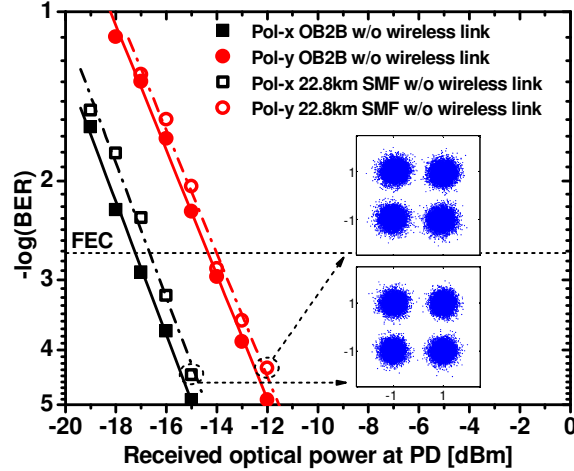 1
2
3
4
5
-log(BER)
Pol-x OB2B w/o wireless link
Pol-y OB2B w/o wireless link
Pol-x 22.8km SMF w/o wireless link
Pol-y 22.8km SMF w/o wireless link
FEC
1
-1
1
-1
-1 1
-20 -18 -16 -14 -12 -10 -8 -6 -4 -2 0
Received optical power at PD [dBm]